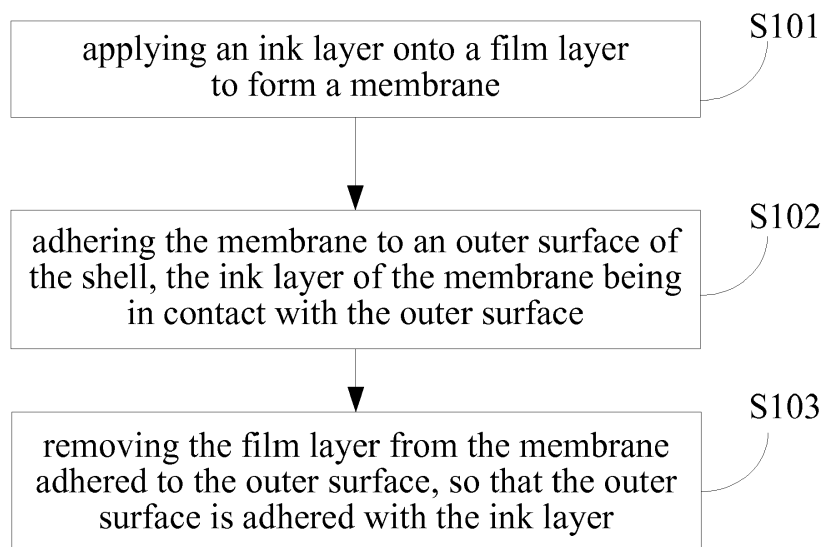 S101
applying an ink layer onto a film layer
to form a membrane
S102
adhering the membrane to an outer surface of
the shell, the ink layer of the membrane being
in contact with the outer surface
S103
removing the film layer from the membrane
adhered to the outer surface, so that the outer
surface is adhered with the ink layer